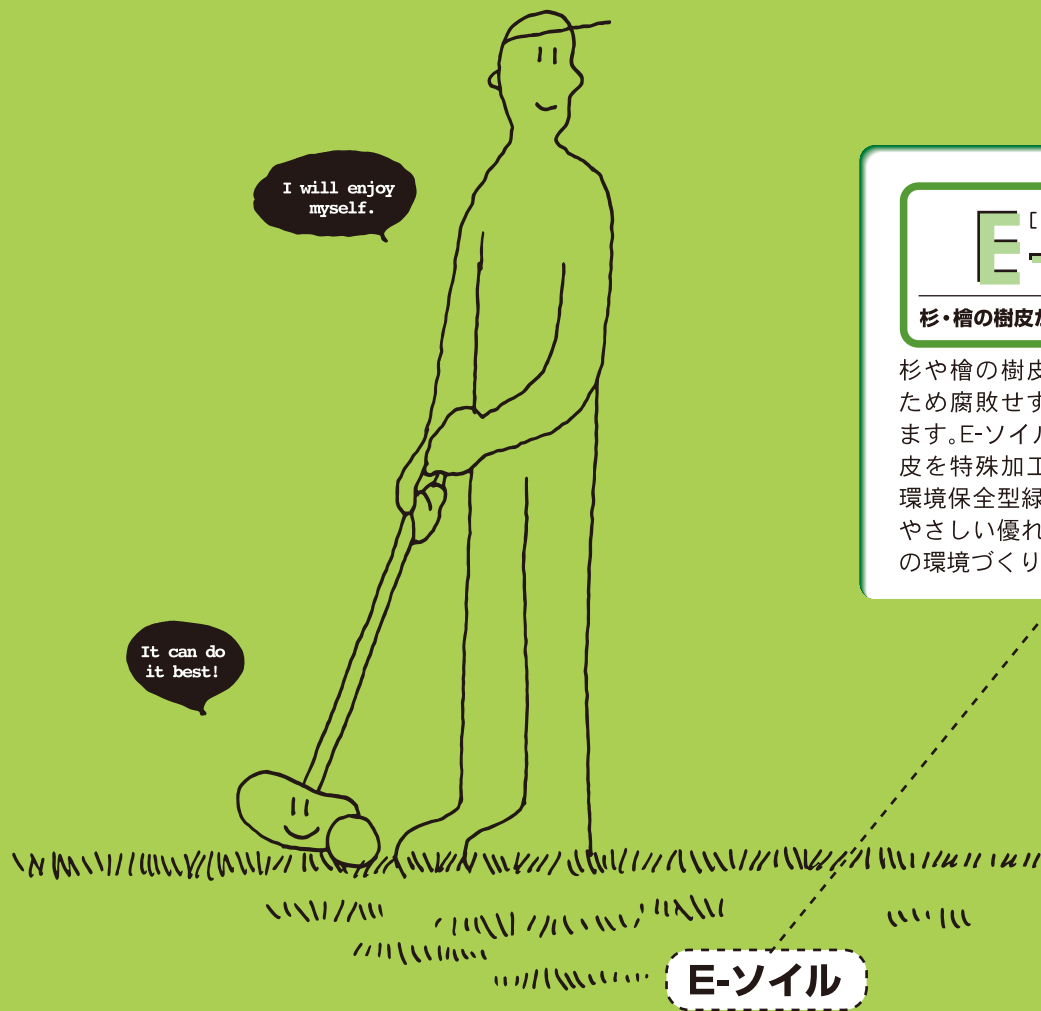 I will enjoy
myself.
E-
杉・檜の樹皮
杉や檜の樹皮
ため腐敗せず
ます。E-ソイル
皮を特殊加工
環境保全型緑
やさしい優れ
の環境づくり
It can do
it best!
E-ソイル